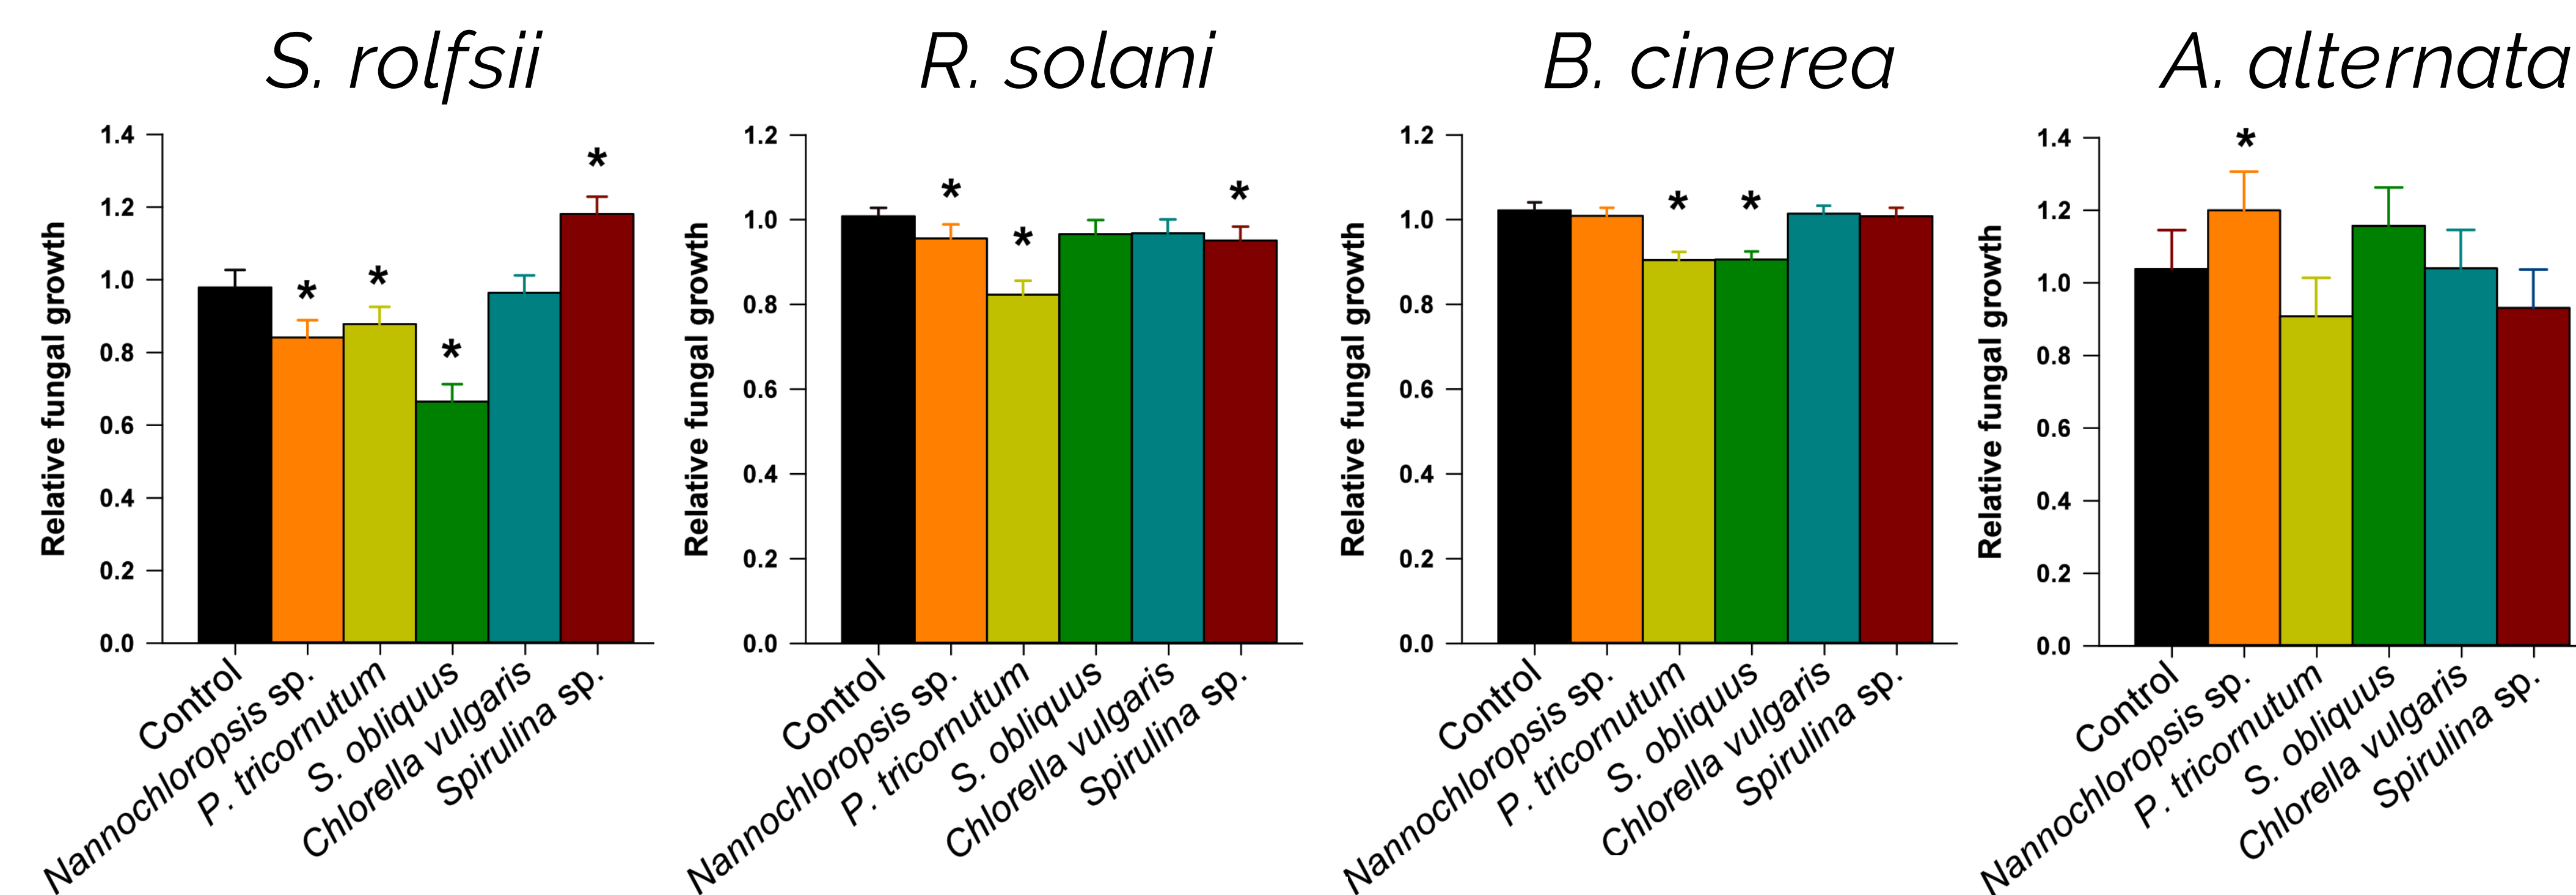 S. rolfsii
Relative fungal growth
1.4
1.2
1.0
0.8
0.6
0.4
0.2
0.0
*
*
*
*
Control
Nannochloropsis sp.
P. tricornutum
S. obliquus
Chlorella vulgaris
Spirulina sp.
R. solani
Relative fungal growth
1.2
1.0
0.8
0.6
0.4
0.2
0.0
*
*
*
Control
Nannochloropsis sp.
P. tricornutum
S. obliquus
Chlorella vulgaris
Spirulina sp.
B. cinerea
Relative fungal growth
1.2
1.0
0.8
0.6
0.4
0.2
0.0
*
*
Control
Nannochloropsis sp.
P. tricornutum
S. obliquus
Chlorella vulgaris
Spirulina sp.
A. alternata
Relative fungal growth
1.4
1.2
1.0
0.8
0.6
0.4
0.2
0.0
*
Control
Nannochloropsis sp.
P. tricornutum
S. obliquus
Chlorella vulgaris
Spirulina sp.